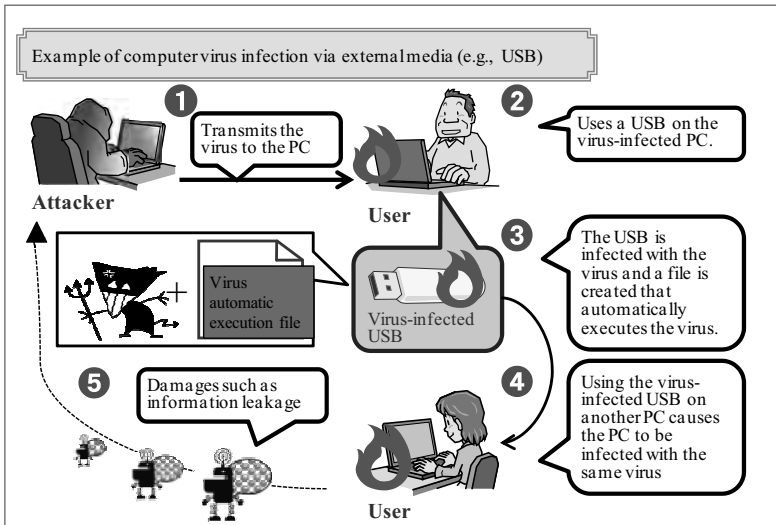 Example of computer virus infection via external media (e.g., USB)
1
Transmits the
virus to the PC
Attacker
User
2
Uses a USB on the
virus-infected PC.
3
The USB is
infected with the
virus and a file is
created that
automatically
executes the virus.
Virus
automatic
execution file
Virus-infected
USB
4
Using the virus-
infected USB on
another PC causes
the PC to be
infected with the
same virus
User
5
Damages such as
information leakage